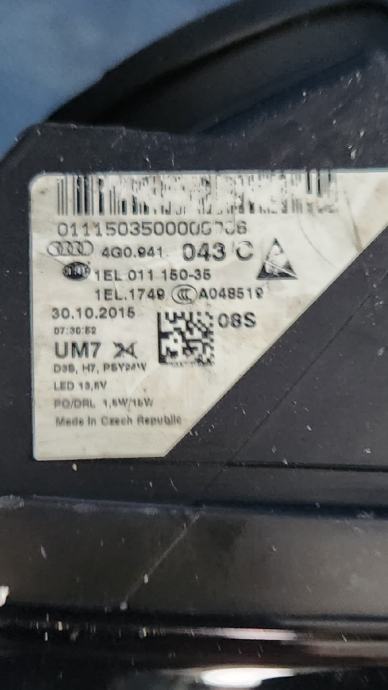 4G0.941. 043 C
1EL 011 150-35
1EL.1749 CCC A048519
30.10.2015
07:30:52
08S
UM7
D3S, H7, PSY24W
LED 13,5V
PO/DRL 1,5W/15W
Made in Czech Republic